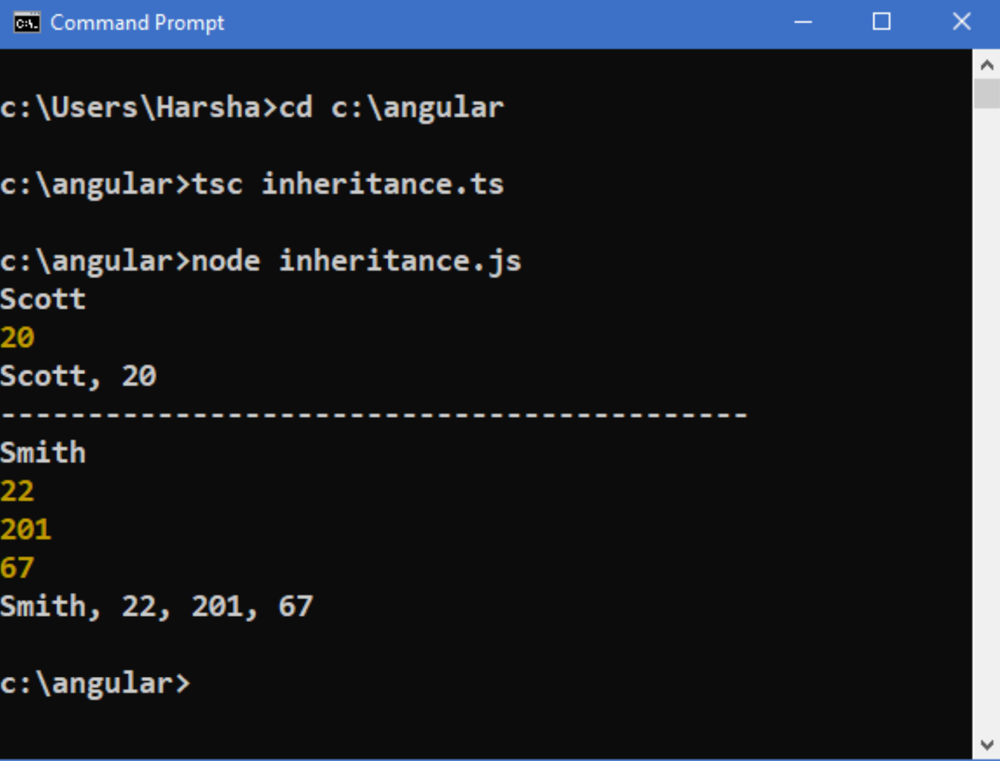 Command Prompt
c:\Users\Harsha>cd c:\angular
c:\angular>tsc inheritance.ts
c:\angular>node inheritance.js
Scott
20
Scott, 20
-------------------------------------------
Smith
22
201
67
Smith, 22, 201, 67
c:\angular>